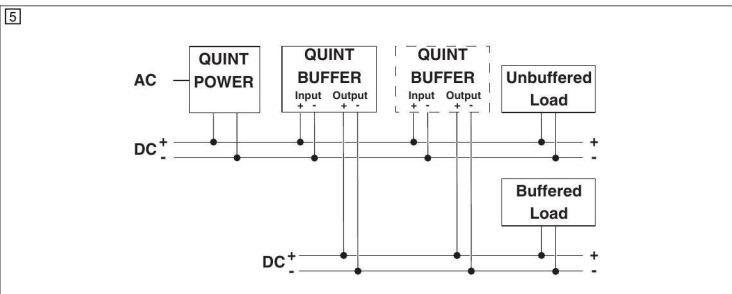 5
QUINT
POWER
AC
QUINT
BUFFER
Input Output
+ - + -
QUINT
BUFFER
Input Output
+ - + -
Unbuffered
Load
DC + +
- -
Buffered
Load
DC + +
- -